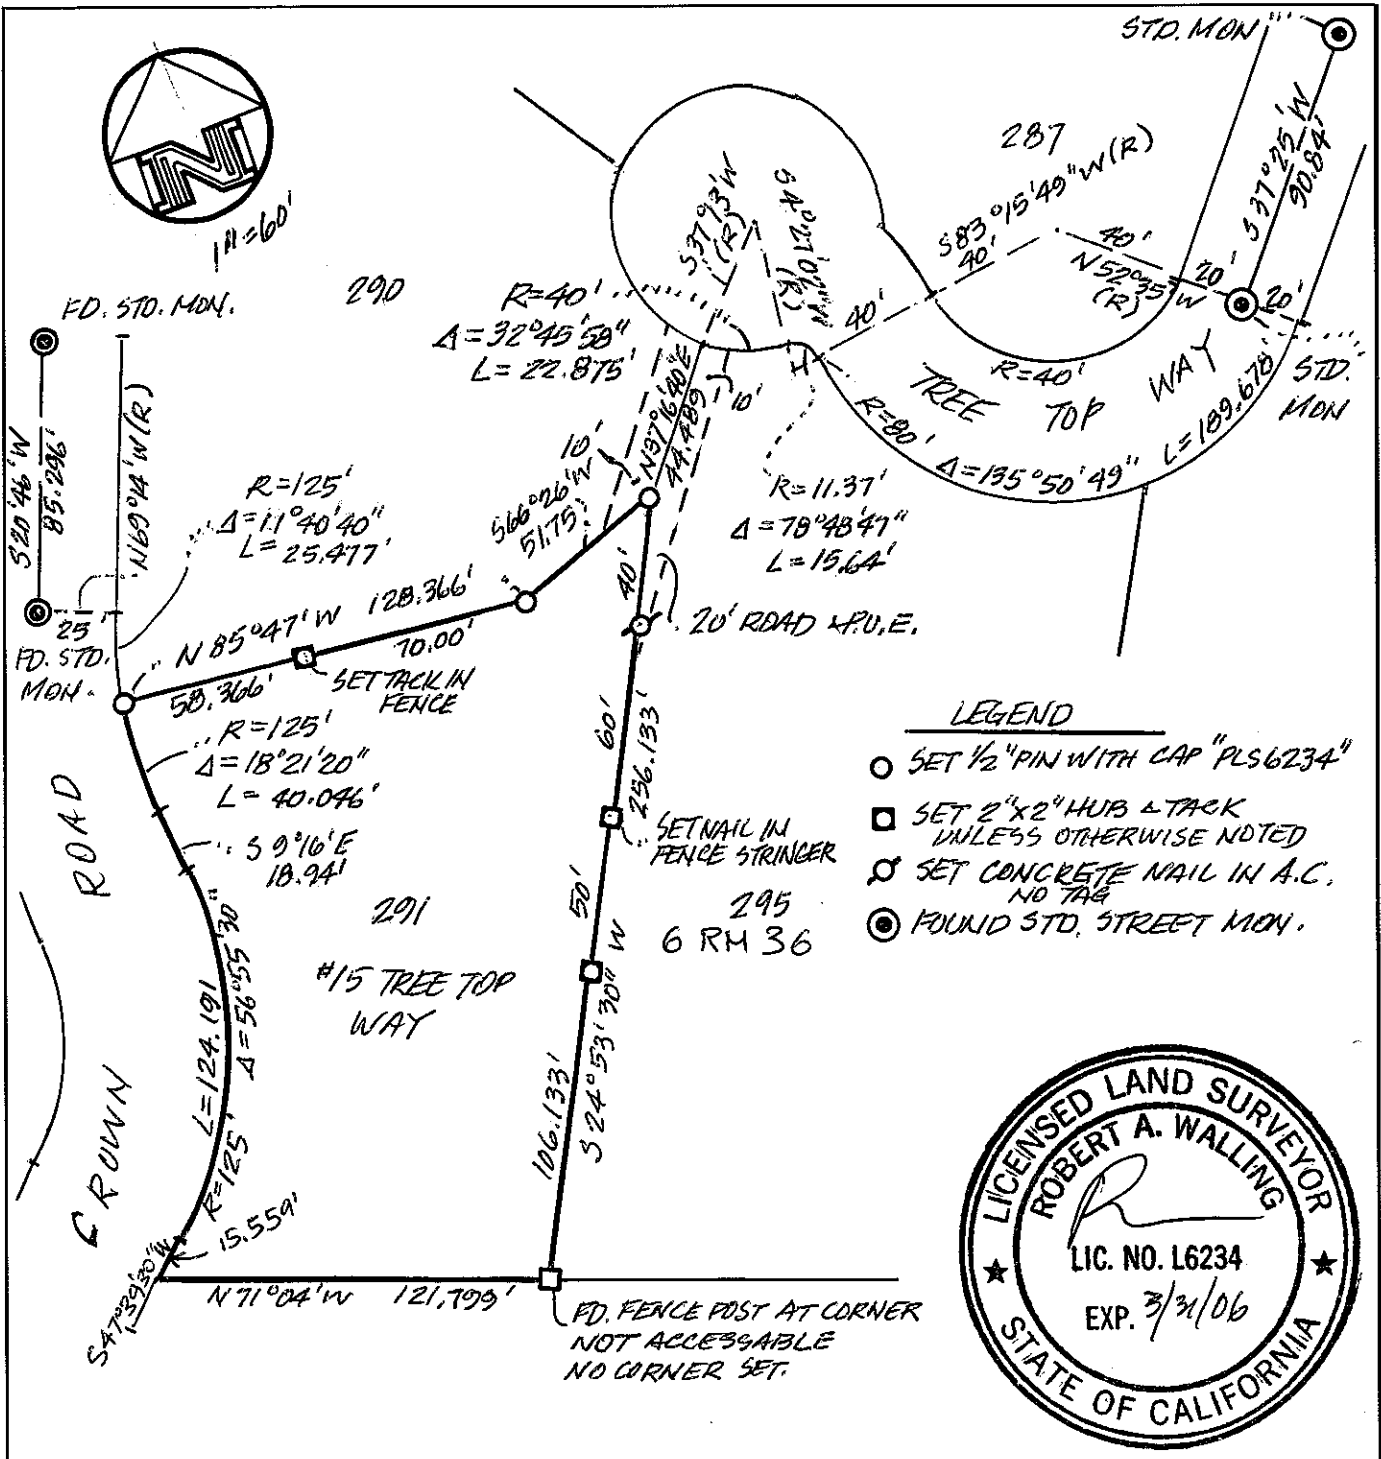 STD. MON
N
1"=60'
287
S83°15'49"W(R)
40'
40'
N52°35'W
(R)
S37°25'W
90.84'
20'
20'
STD.
MON
FD. STD. MON.
290
R=40'
Δ=32°45'58"
L=22.875'
(R)
(R)
40'
TREE TOP WAY
R=40'
R=80'
Δ=135°50'49"
L=189.678'
S20°46'W
85.296'
N69°14'W(R)
25'
FD. STD.
MON.
R=125'
Δ=11°40'40"
L=25.477'
S66°26'W
51.75'
10'
N37°16'40"E
44.489
10'
R=11.37'
Δ=78°48'47"
L=15.64'
N85°47'W 128.366'
58.366'
70.00'
SET TACK IN
FENCE
40'
20' ROAD & P.U.E.
R=125'
Δ=18°21'20"
L=40.046'
S9°16'E
18.94'
60'
256.133'
SET NAIL IN
FENCE STRINGER
LEGEND
SET 1/2" PIN WITH CAP "PLS6234"
SET 2"X2" HUB & TACK
UNLESS OTHERWISE NOTED
SET CONCRETE NAIL IN A.C.
NO TAG
FOUND STD. STREET MON.
CROWN ROAD
291
#15 TREE TOP
WAY
295
6 RM 36
50'
106.133'
S24°53'30"W
L=124.191
Δ=56°55'30"
R=125'
15.559'
S47°39'30"W
N71°04'W 121.799'
FD. FENCE POST AT CORNER
NOT ACCESSABLE
NO CORNER SET.
LICENSED LAND SURVEYOR
ROBERT A. WALLING
LIC. NO. L6234
EXP. 3/31/06
STATE OF CALIFORNIA